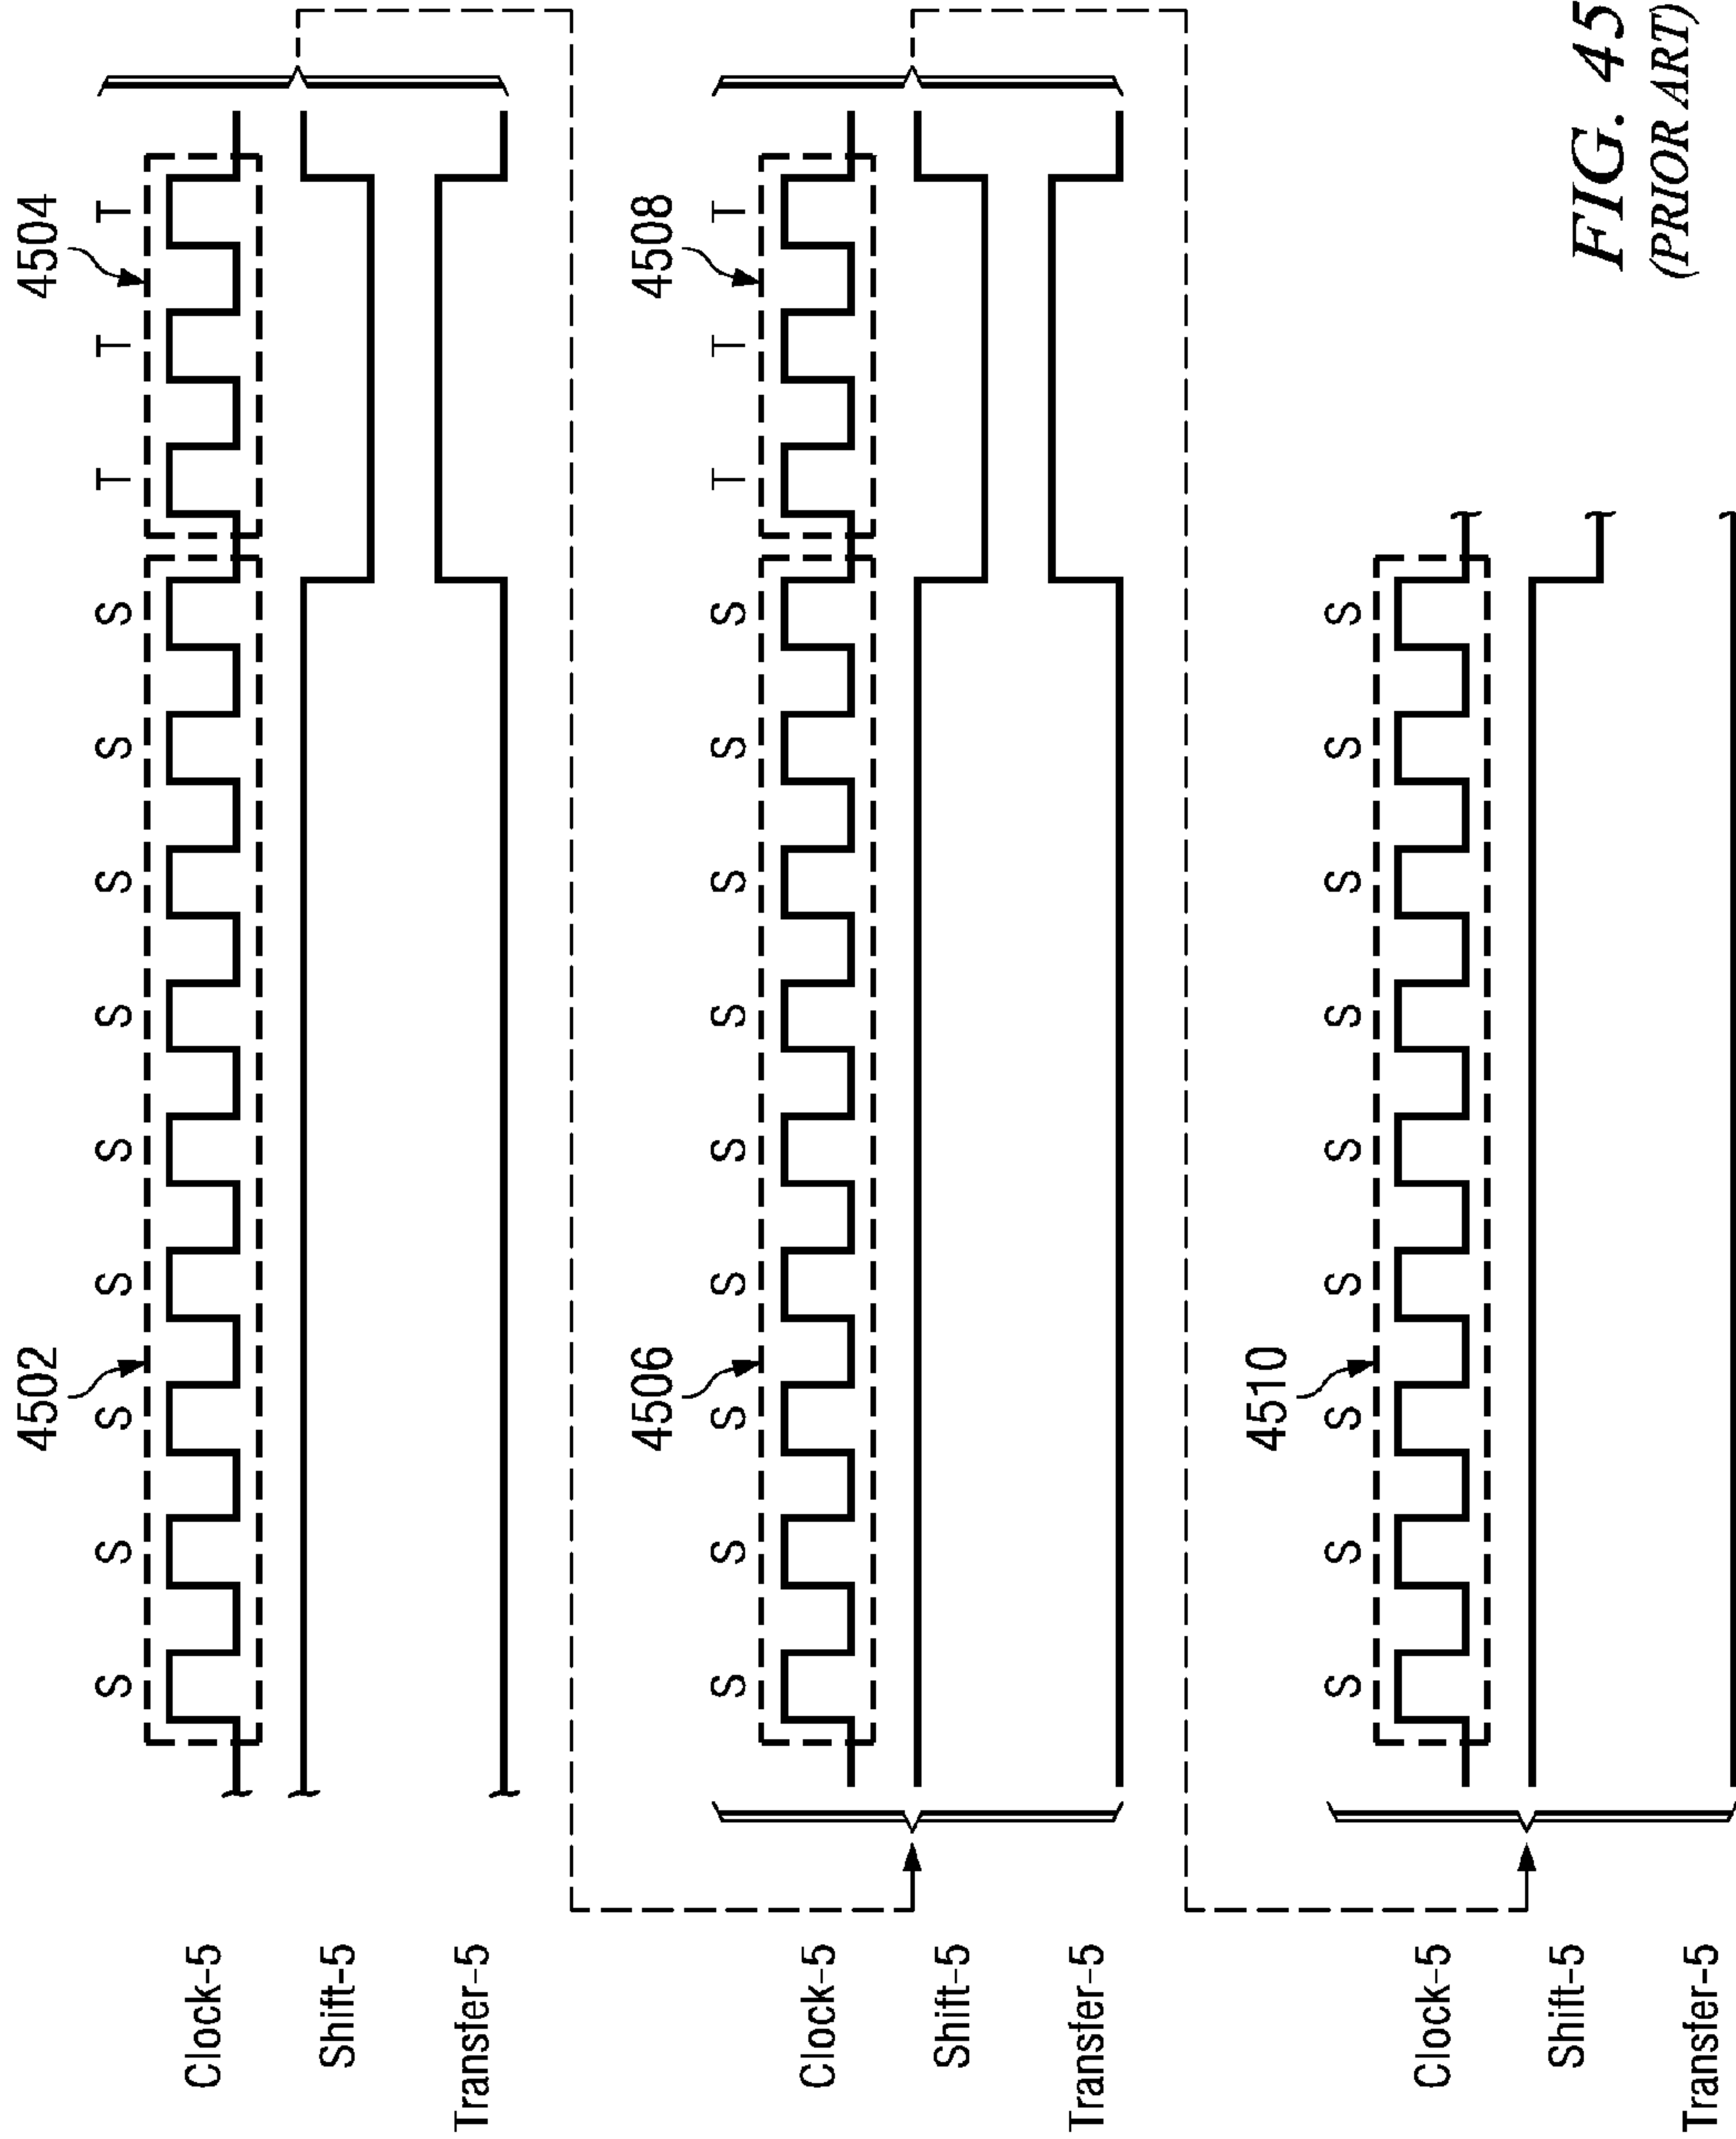 4502 4504
S S S S S S S S S T T T
Clock-5
Shift-5
Transfer-5
4506 4508
S S S S S S S S S T T T
Clock-5
Shift-5
Transfer-5
4510
S S S S S S S S S
Clock-5
Shift-5
Transfer-5
FIG. 45
(PRIOR ART)